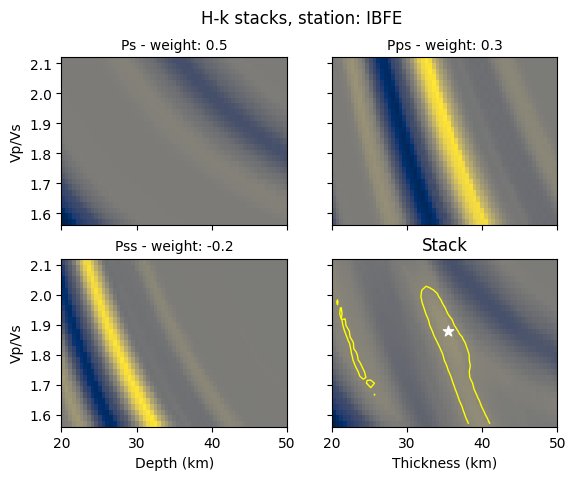 H-k stacks, station: IBFE
Ps - weight: 0.5
Pps - weight: 0.3
2.1
2.0
1.9
1.8
1.7
1.6
Vp/Vs
Pss - weight: -0.2
Stack
2.1
2.0
1.9
1.8
1.7
1.6
Vp/Vs
20 30 40 50
20 30 40 50
Depth (km)
Thickness (km)